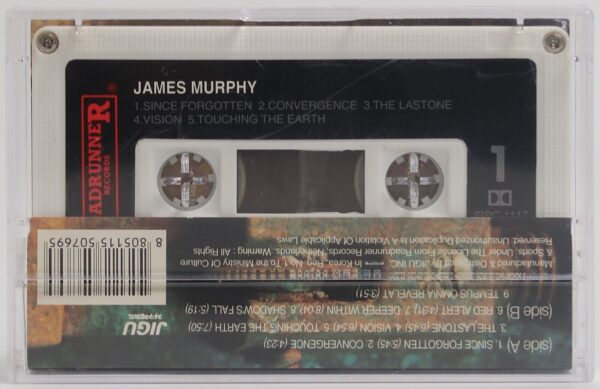 JAMES MURPHY
1.SINCE FORGOTTEN 2.CONVERGENCE 3.THE LASTONE
4.VISION 5.TOUCHING THE EARTH
ROADRUNNER
RECORDS
1
RRC-1117
(side A) 1. SINCE FORGOTTEN (5:45) 2. CONVERGENCE (4:23)
3. THE LASTONE (6:45) 4. VISION (6:54) 5. TOUCHING THE EARTH (7:50)
(side B) 6. RED ALERT (4:31) 7. DEEPER WITHIN (8:04) 8. SHADOWS FALL (5:19)
9. TEMPUS OMNIA REVELAT (3:51)
Manufactured & Distributed By JIGU INC. In Korea, Reg. No.1 To The Ministry Of Culture
& Sports. Under The License From Roadrunner Records, Netherlands. Warning : All Rights
Reserved. Unauthorized Duplication Is A Violation Of Applicable Laws.
JIGU
8 805115 507695